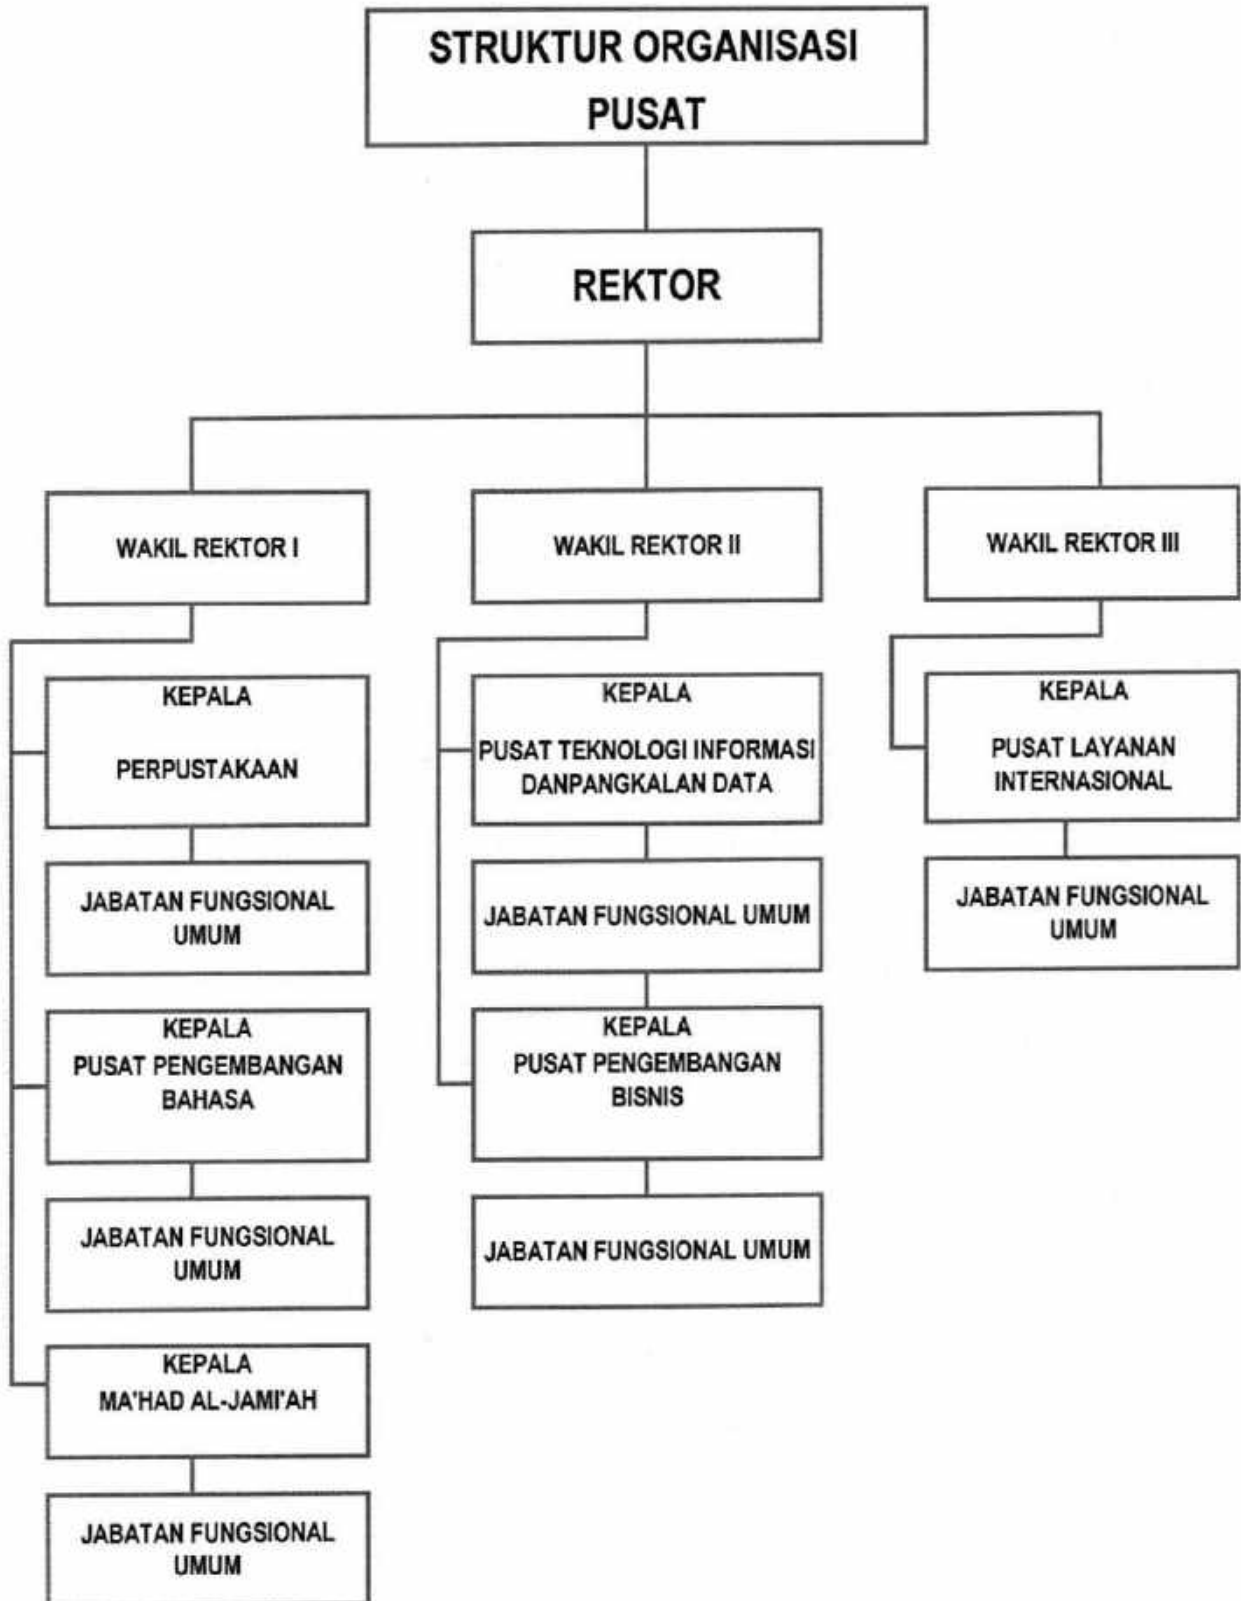 STRUKTUR ORGANISASI
PUSAT
REKTOR
WAKIL REKTOR I
WAKIL REKTOR II
WAKIL REKTOR III
KEPALA
PERPUSTAKAAN
JABATAN FUNGSIONAL
UMUM
KEPALA
PUSAT PENGEMBANGAN
BAHASA
JABATAN FUNGSIONAL
UMUM
KEPALA
MA'HAD AL-JAMI'AH
JABATAN FUNGSIONAL
UMUM
KEPALA
PUSAT TEKNOLOGI INFORMASI
DANPANGKALAN DATA
JABATAN FUNGSIONAL UMUM
KEPALA
PUSAT PENGEMBANGAN
BISNIS
JABATAN FUNGSIONAL UMUM
KEPALA
PUSAT LAYANAN
INTERNASIONAL
JABATAN FUNGSIONAL
UMUM